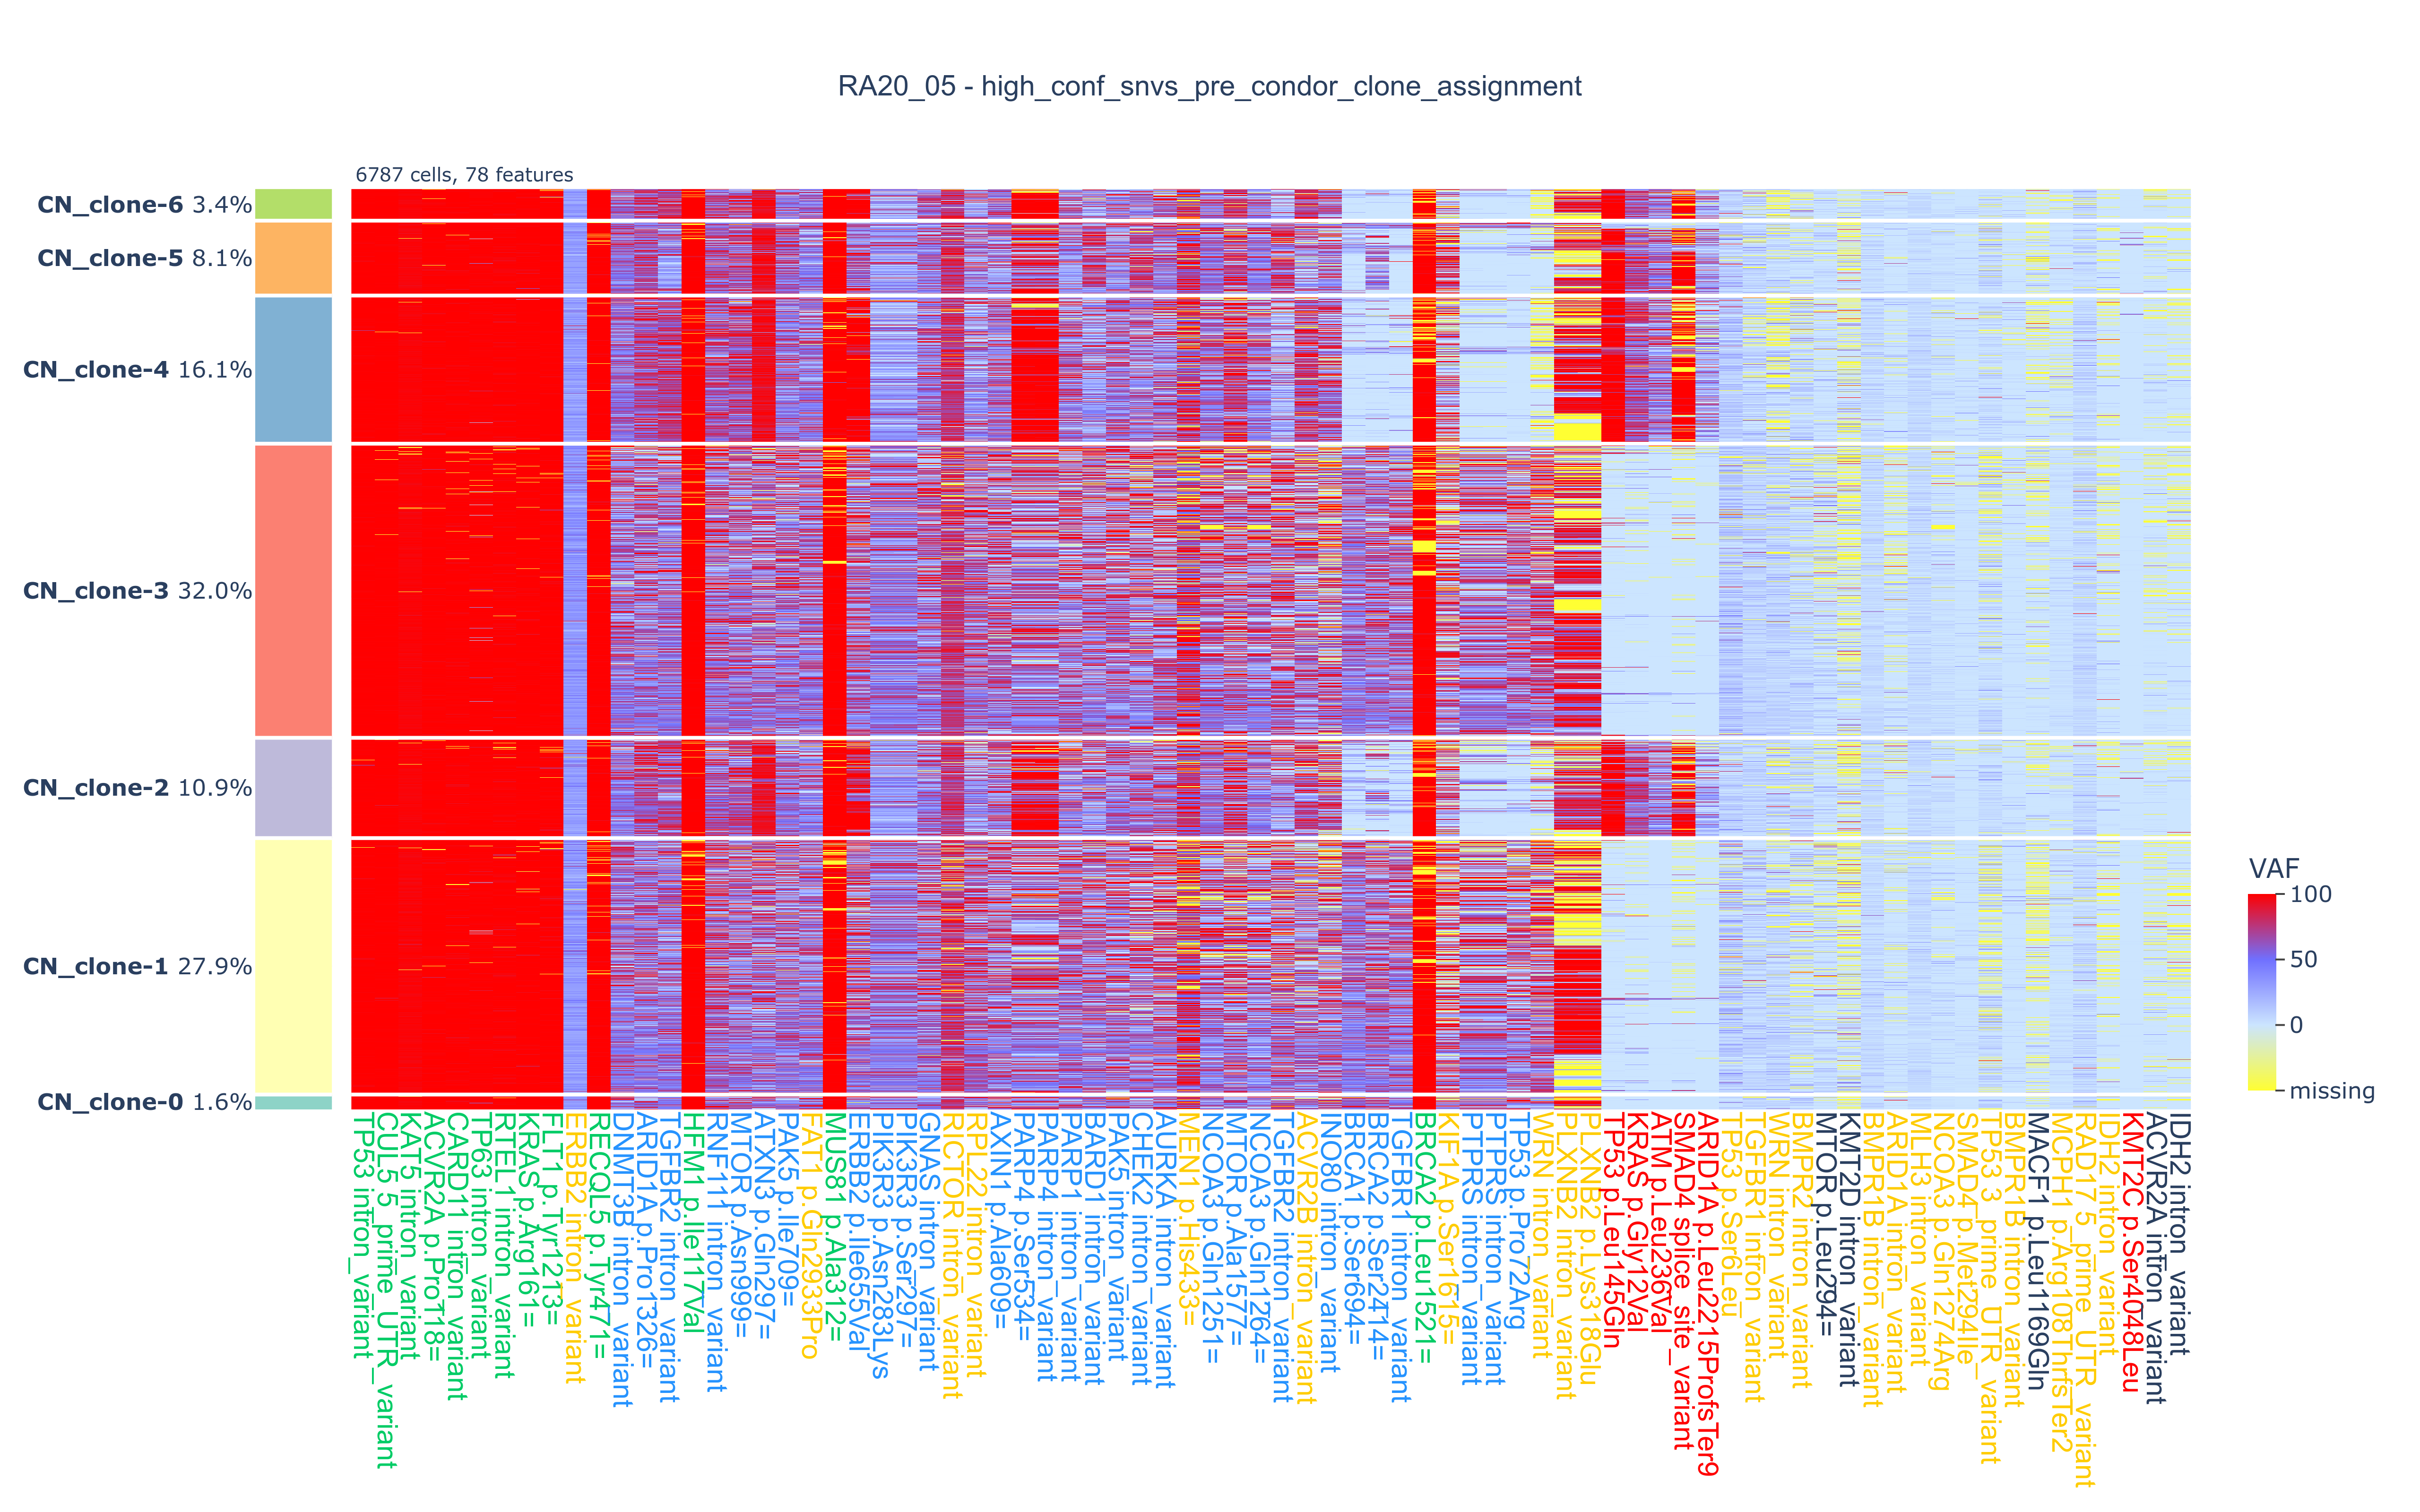 RA20_05 - high_conf_snvs_pre_condor_clone_assignment
6787 cells, 78 features
CN_clone-6 3.4%
CN_clone-5 8.1%
CN_clone-4 16.1%
CN_clone-3 32.0%
CN_clone-2 10.9%
CN_clone-1 27.9%
CN_clone-0 1.6%
VAF
100
50
0
missing
TP53 intron_variant
CUL5 5_prime_UTR_variant
KAT5 intron_variant
ACVR2A p.Pro118=
CARD11 intron_variant
TP63 intron_variant
RTEL1 intron_variant
KRAS p.Arg161=
FLT1 p.Tyr1213=
ERBB2 intron_variant
RECQL5 p.Tyr471=
DNMT3B intron_variant
ARID1A p.Pro1326=
TGFBR2 intron_variant
HFM1 p.Ile117Val
RNF111 intron_variant
MTOR p.Asn999=
ATXN3 p.Gln297=
PAK5 p.Ile709=
FAT1 p.Gln2933Pro
MUS81 p.Ala312=
ERBB2 p.Ile655Val
PIK3R3 p.Asn283Lys
PIK3R3 p.Ser297=
GNAS intron_variant
RICTOR intron_variant
RPL22 intron_variant
AXIN1 p.Ala609=
PARP4 p.Ser534=
PARP4 intron_variant
PARP1 intron_variant
BARD1 intron_variant
PAK5 intron_variant
CHEK2 intron_variant
AURKA intron_variant
MEN1 p.His433=
NCOA3 p.Gln1251=
MTOR p.Ala1577=
NCOA3 p.Gln1264=
TGFBR2 intron_variant
ACVR2B intron_variant
INO80 intron_variant
BRCA1 p.Ser694=
BRCA2 p.Ser2414=
TGFBR1 intron_variant
BRCA2 p.Leu1521=
KIF1A p.Ser1615=
PTPRS intron_variant
PTPRS intron_variant
TP53 p.Pro72Arg
WRN intron_variant
PLXNB2 intron_variant
PLXNB2 p.Lys318Glu
TP53 p.Leu145Gln
KRAS p.Gly12Val
ATM p.Leu236Val
SMAD4 splice_site_variant
ARID1A p.Leu2215ProfsTer9
TP53 p.Ser6Leu
TGFBR1 intron_variant
WRN intron_variant
BMPR2 intron_variant
MTOR p.Leu294=
KMT2D intron_variant
BMPR1B intron_variant
ARID1A intron_variant
MLH3 intron_variant
NCOA3 p.Gln1274Arg
SMAD4 p.Met294Ile
TP53 3_prime_UTR_variant
BMPR1B intron_variant
MACF1 p.Leu1169Gln
MCPH1 p.Arg108ThrfsTer2
RAD17 5_prime_UTR_variant
IDH2 intron_variant
KMT2C p.Ser4048Leu
ACVR2A intron_variant
IDH2 intron_variant